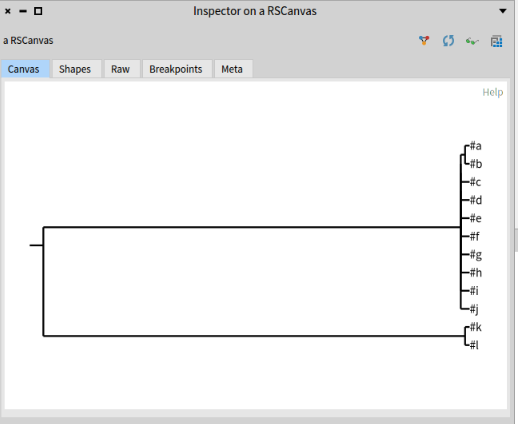 Inspector on a RSCanvas
a RSCanvas
Canvas Shapes Raw Breakpoints Meta
Help
#a
#b
#c
#d
#e
#f
#g
#h
#i
#j
#k
#l